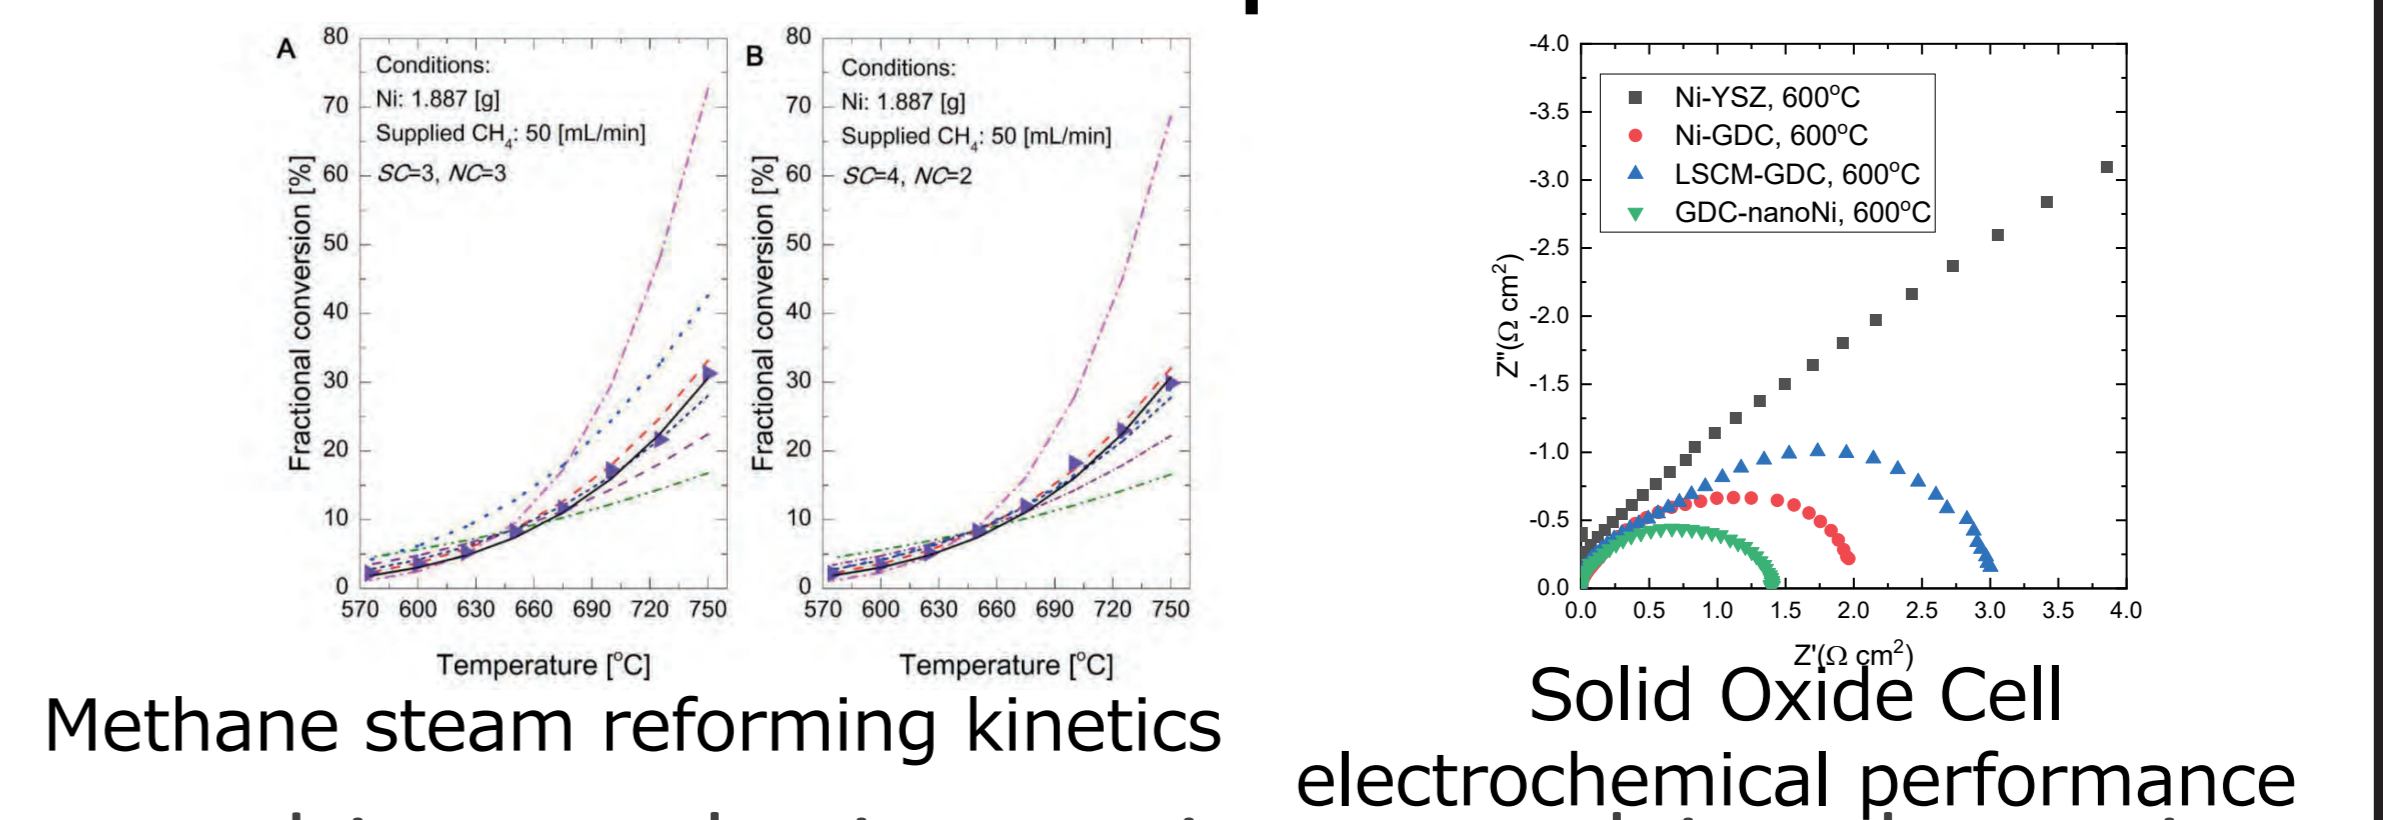 A
Conditions:
Ni: 1.887 [g]
Supplied CH4: 50 [mL/min]
SC=3, NC=3
Fractional conversion [%]
80
70
60
50
40
30
20
10
0
570 600 630 660 690 720 750
Temperature [°C]
B
Conditions:
Ni: 1.887 [g]
Supplied CH4: 50 [mL/min]
SC=4, NC=2
Fractional conversion [%]
80
70
60
50
40
30
20
10
0
570 600 630 660 690 720 750
Temperature [°C]
Methane steam reforming kinetics
Ni-YSZ, 600°C
Ni-GDC, 600°C
LSCM-GDC, 600°C
GDC-nanoNi, 600°C
Z"(Ω cm²)
-4.0
-3.5
-3.0
-2.5
-2.0
-1.5
-1.0
-0.5
0.0
0.0 0.5 1.0 1.5 2.0 2.5 3.0 3.5 4.0
Z'(Ω cm²)
Solid Oxide Cell
electrochemical performance